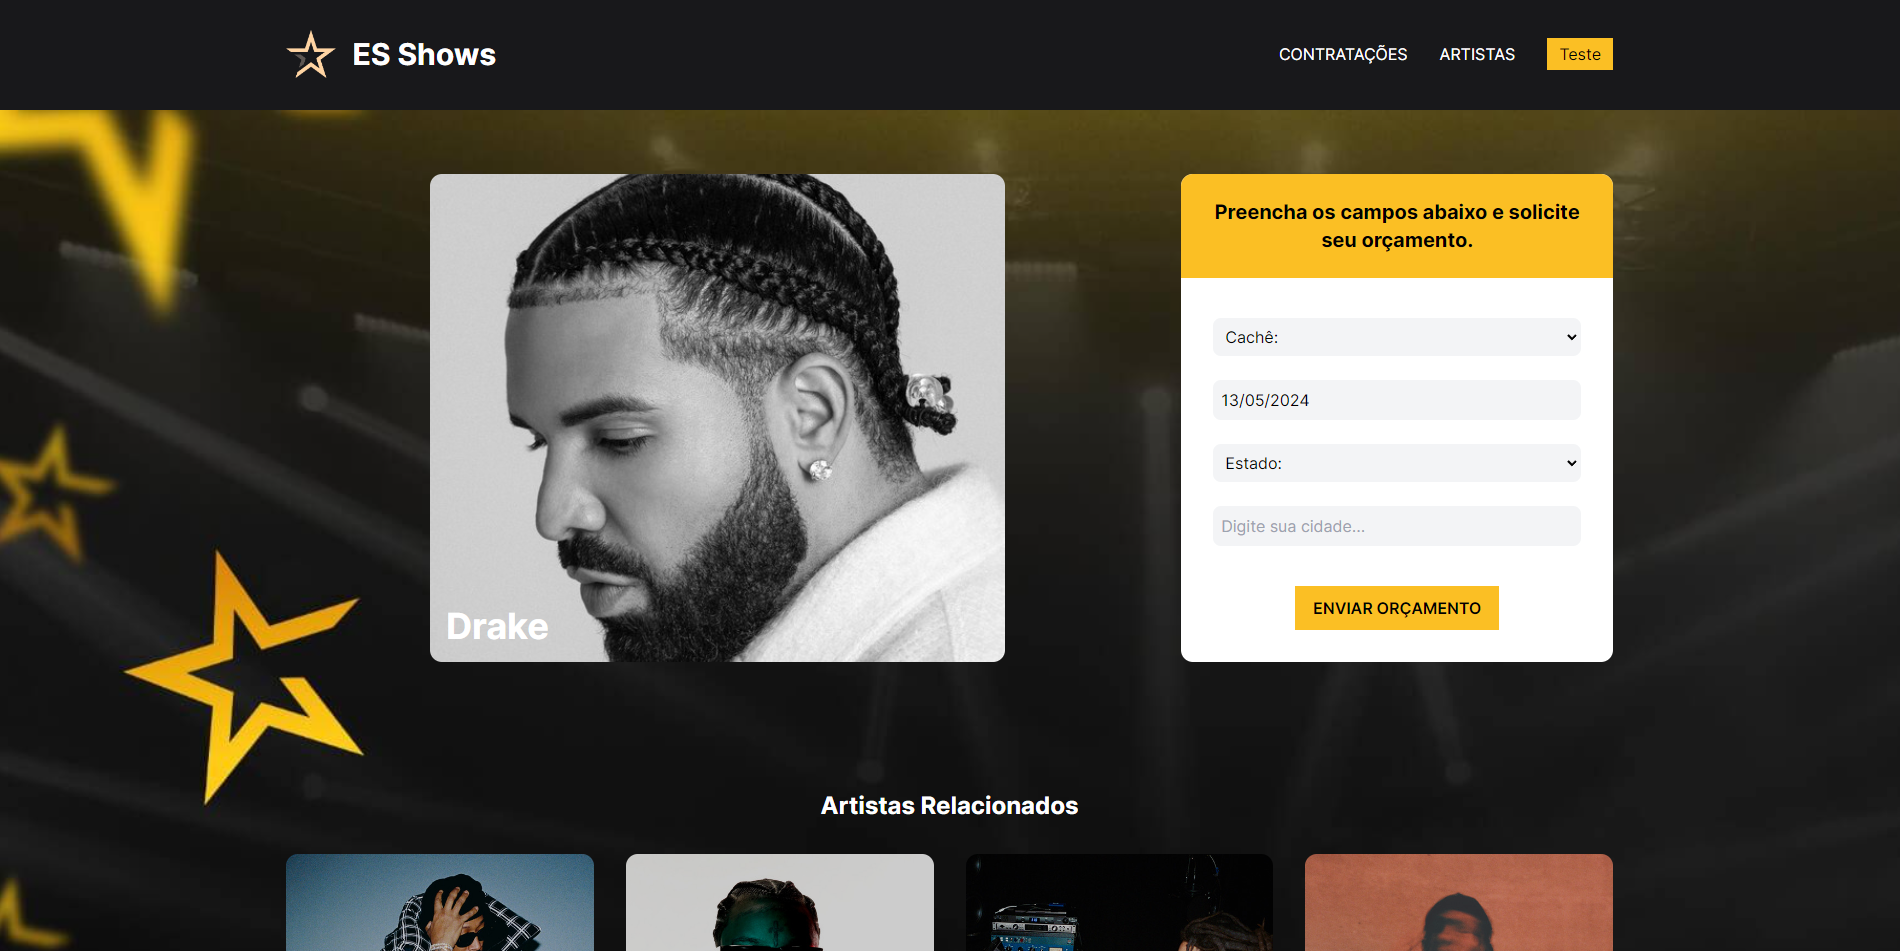 ES Shows
CONTRATAÇÕES
ARTISTAS
Teste
Drake
Preencha os campos abaixo e solicite
seu orçamento.
Cachê:
13/05/2024
Estado:
Digite sua cidade...
ENVIAR ORÇAMENTO
Artistas Relacionados